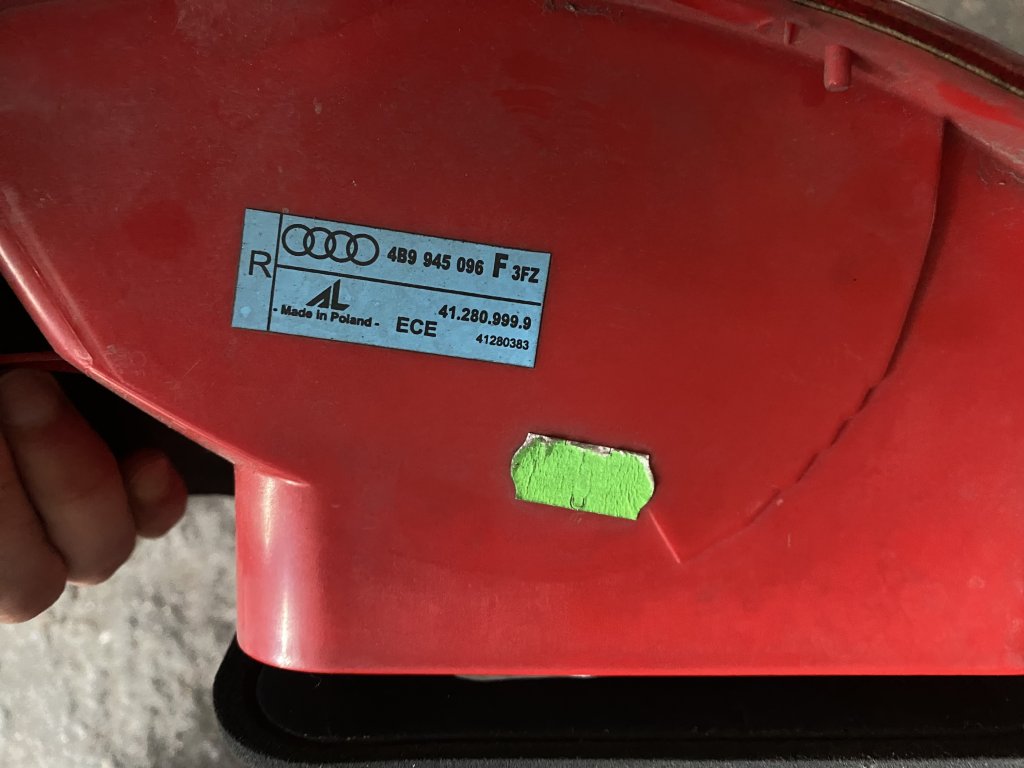 R
4B9 945 096 F 3FZ
AL
- Made in Poland -
ECE
41.280.999.9
41280383